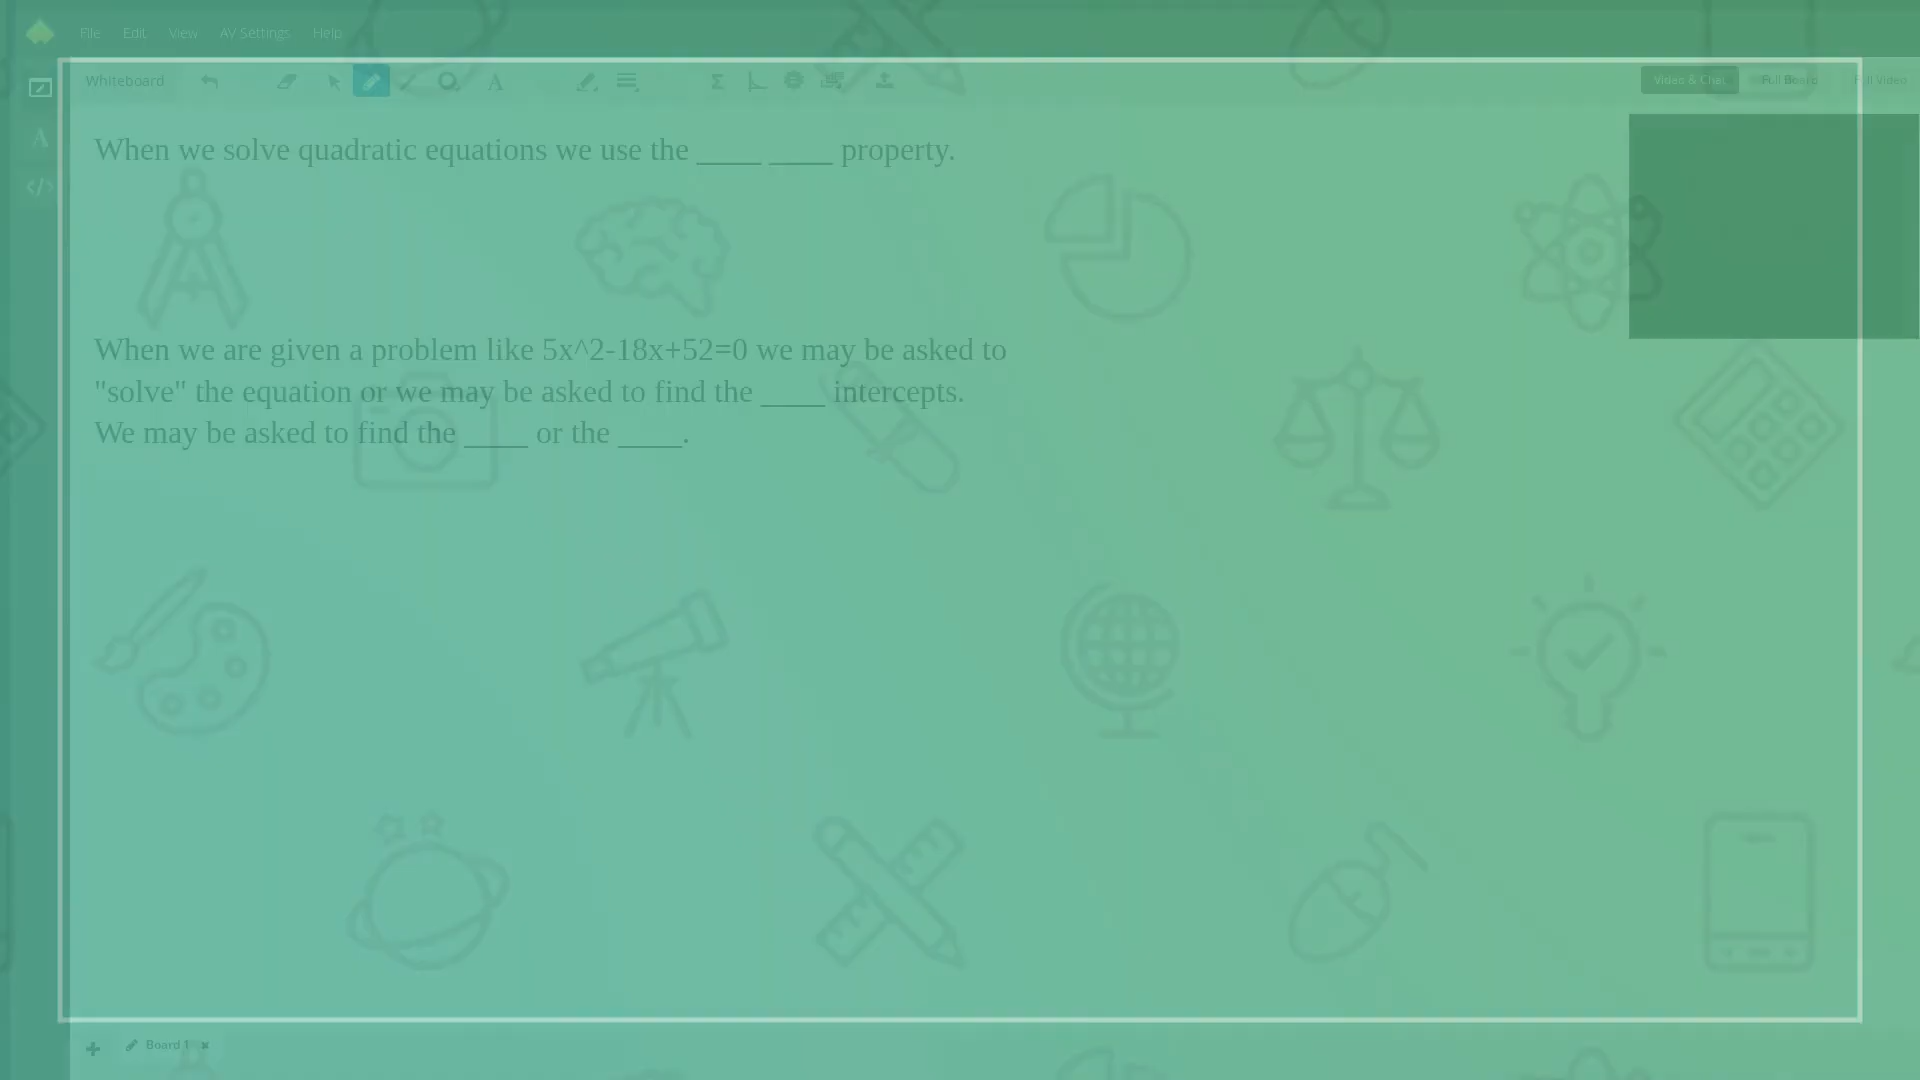 File Edit View AV Settings Help
Whiteboard
Video & Chat Full Board Full Video
When we solve quadratic equations we use the ____ ____ property.
When we are given a problem like 5x^2-18x+52=0 we may be asked to
"solve" the equation or we may be asked to find the ____ intercepts.
We may be asked to find the ____ or the ____.
Board 1